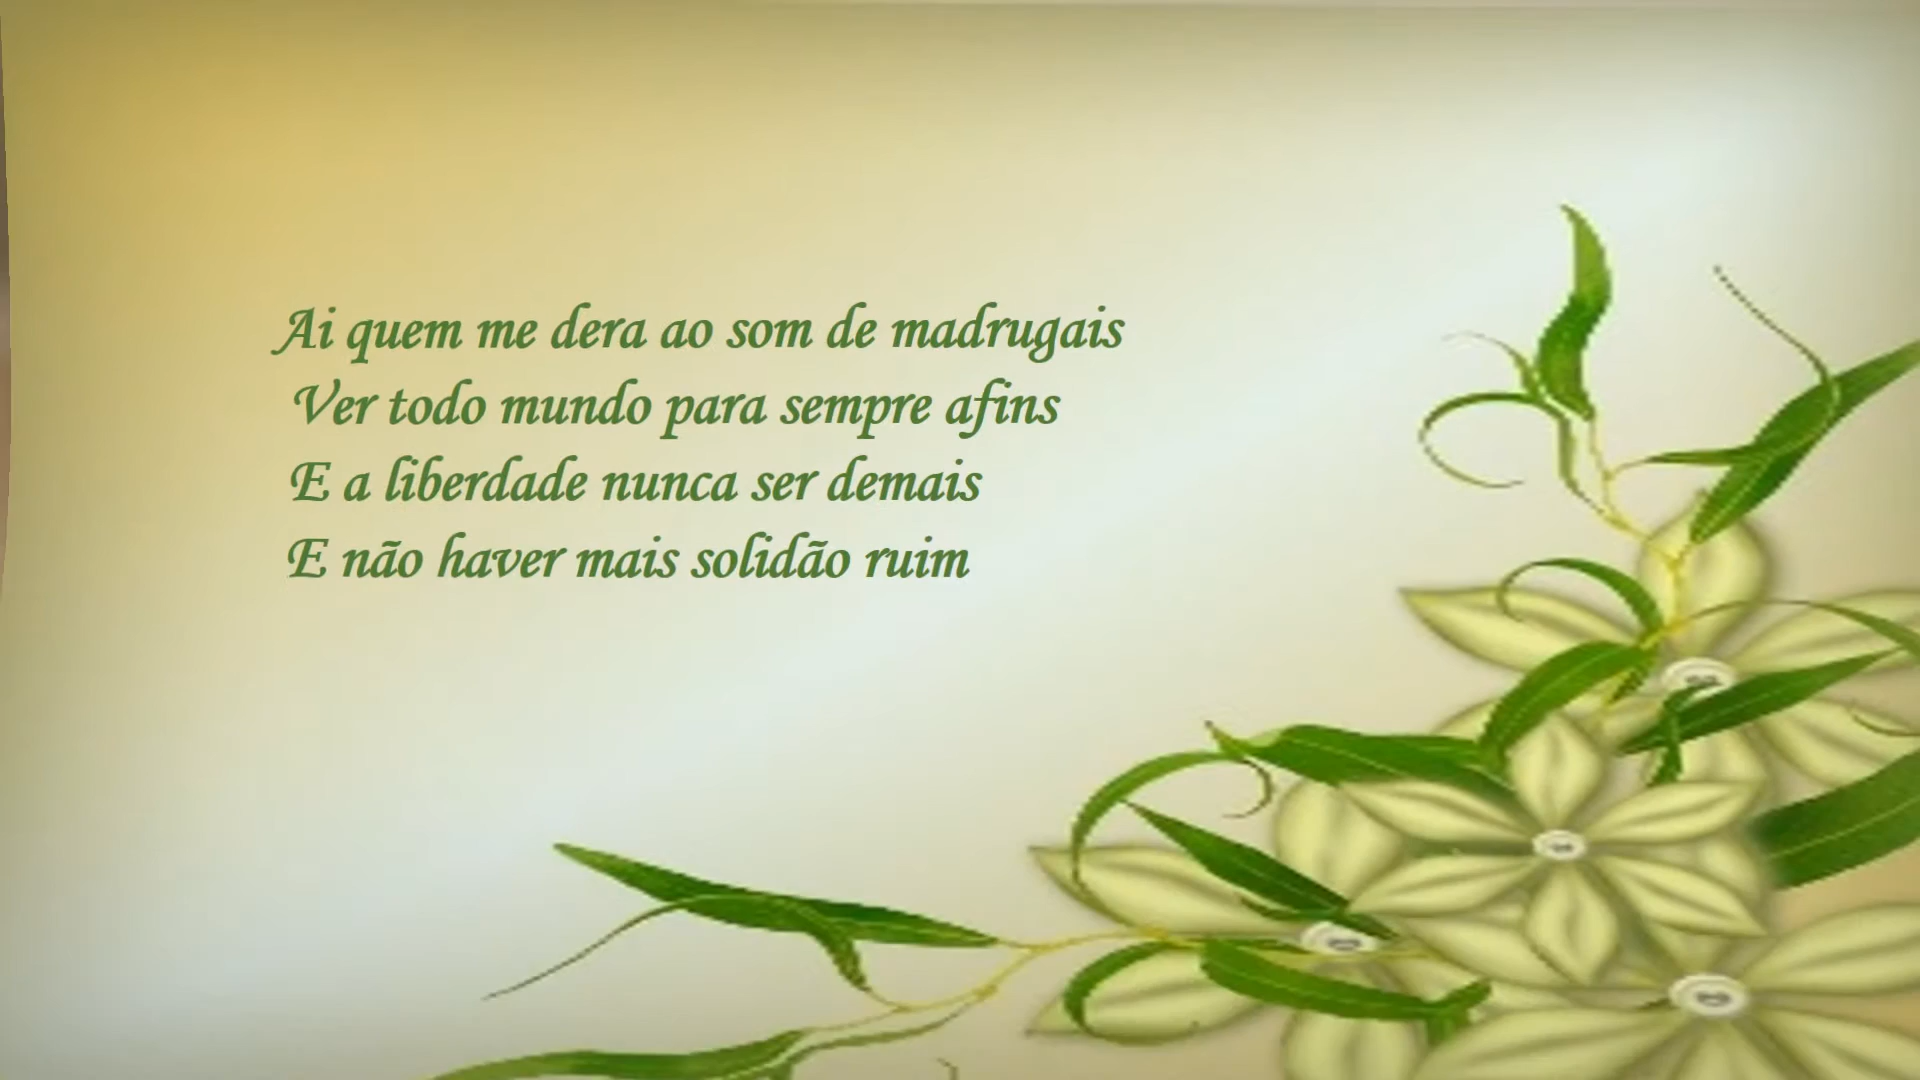 Ai quem me dera ao som de madrugais
Ver todo mundo para sempre afins
E a liberdade nunca ser demais
E não haver mais solidão ruim